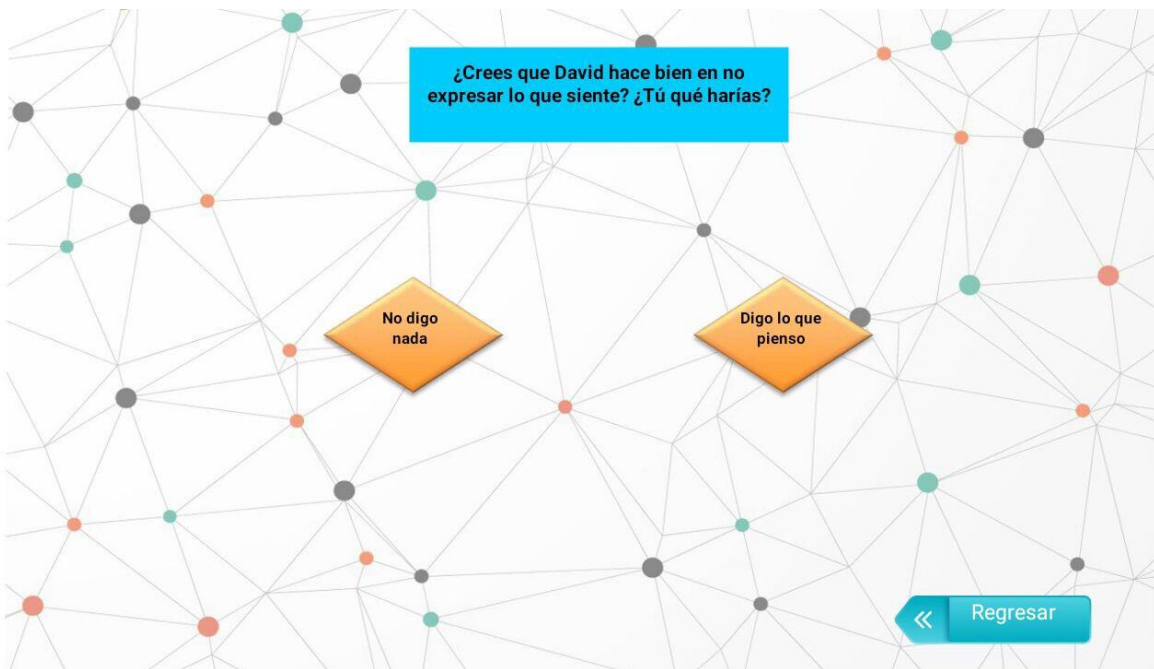 ¿Crees que David hace bien en no
expresar lo que siente? ¿Tú qué harías?
No digo
nada
Digo lo que
pienso
Regresar